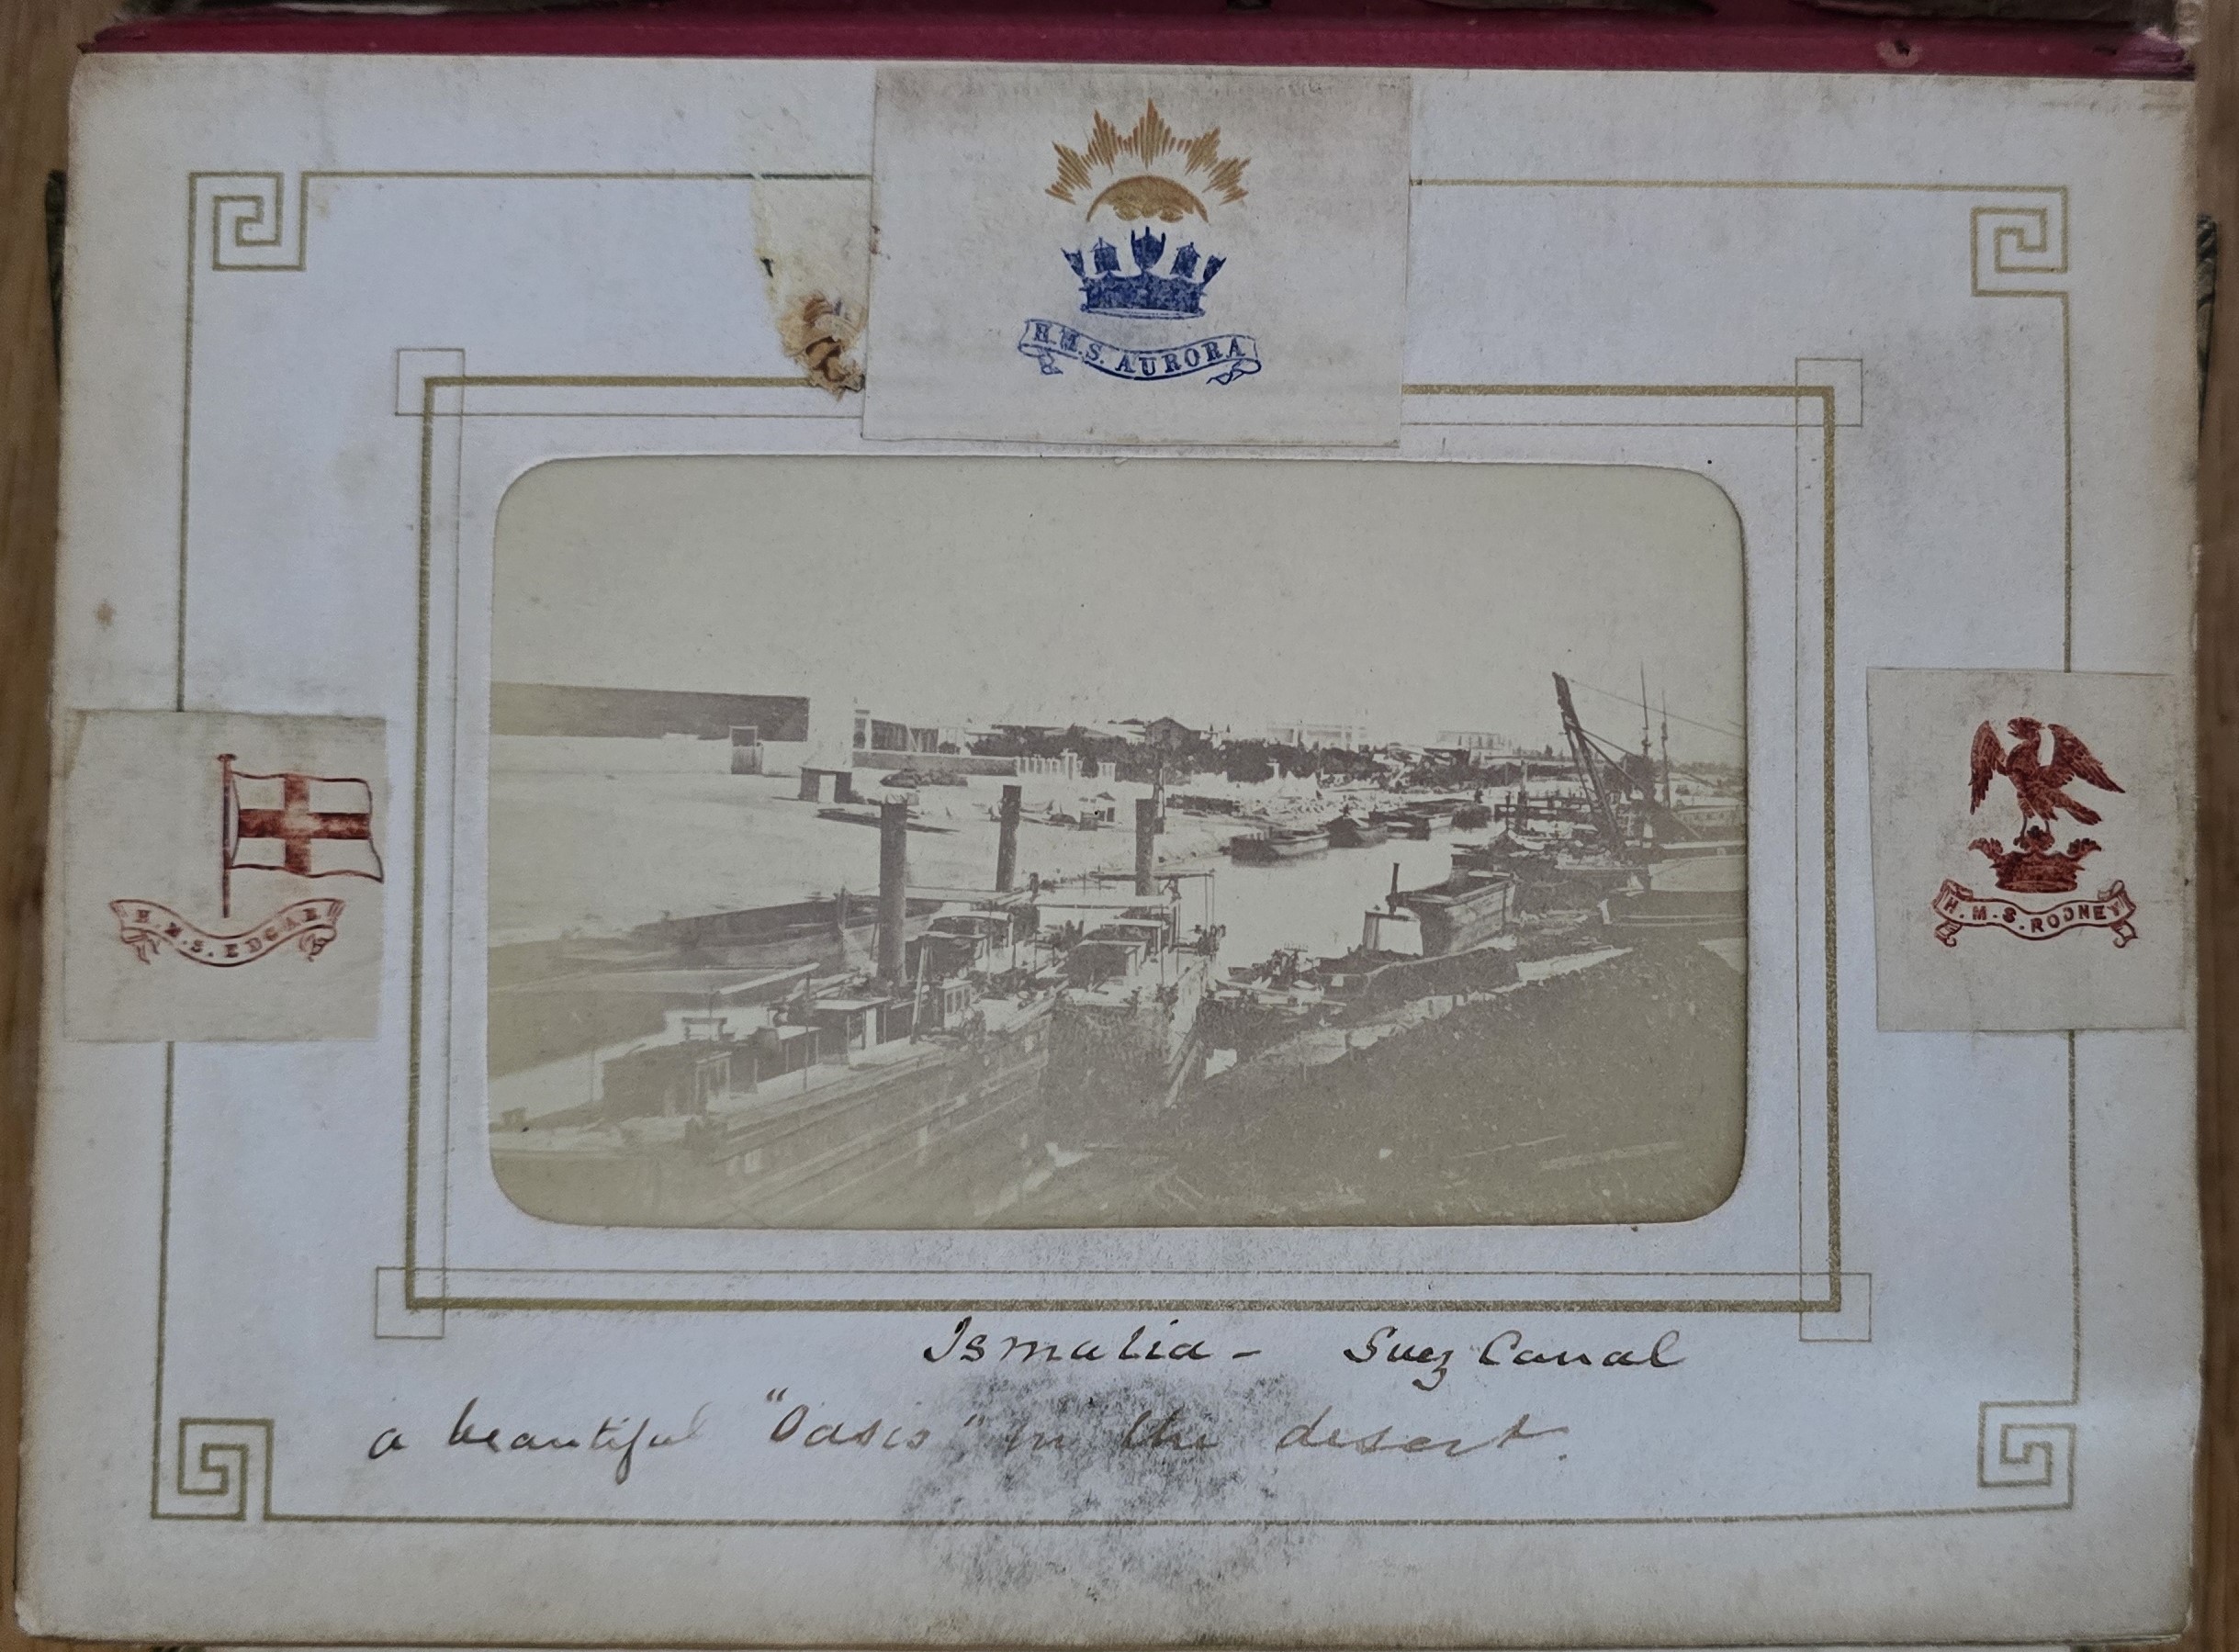 H.M.S. AURORA
H.M.S. EDGAR
H.M.S. RODNEY
Ismalia - Suez Canal
a beautiful "Oasis" in the desert.